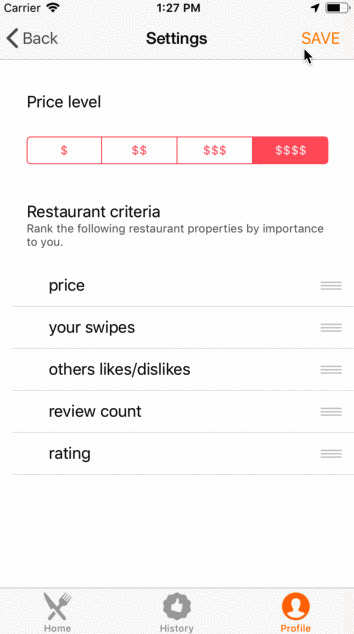 Carrier 1:27 PM
Back Settings SAVE
Price level
$ $$ $$$ $$$$
Restaurant criteria
Rank the following restaurant properties by importance
to you.
price
your swipes
others likes/dislikes
review count
rating
Home History Profile